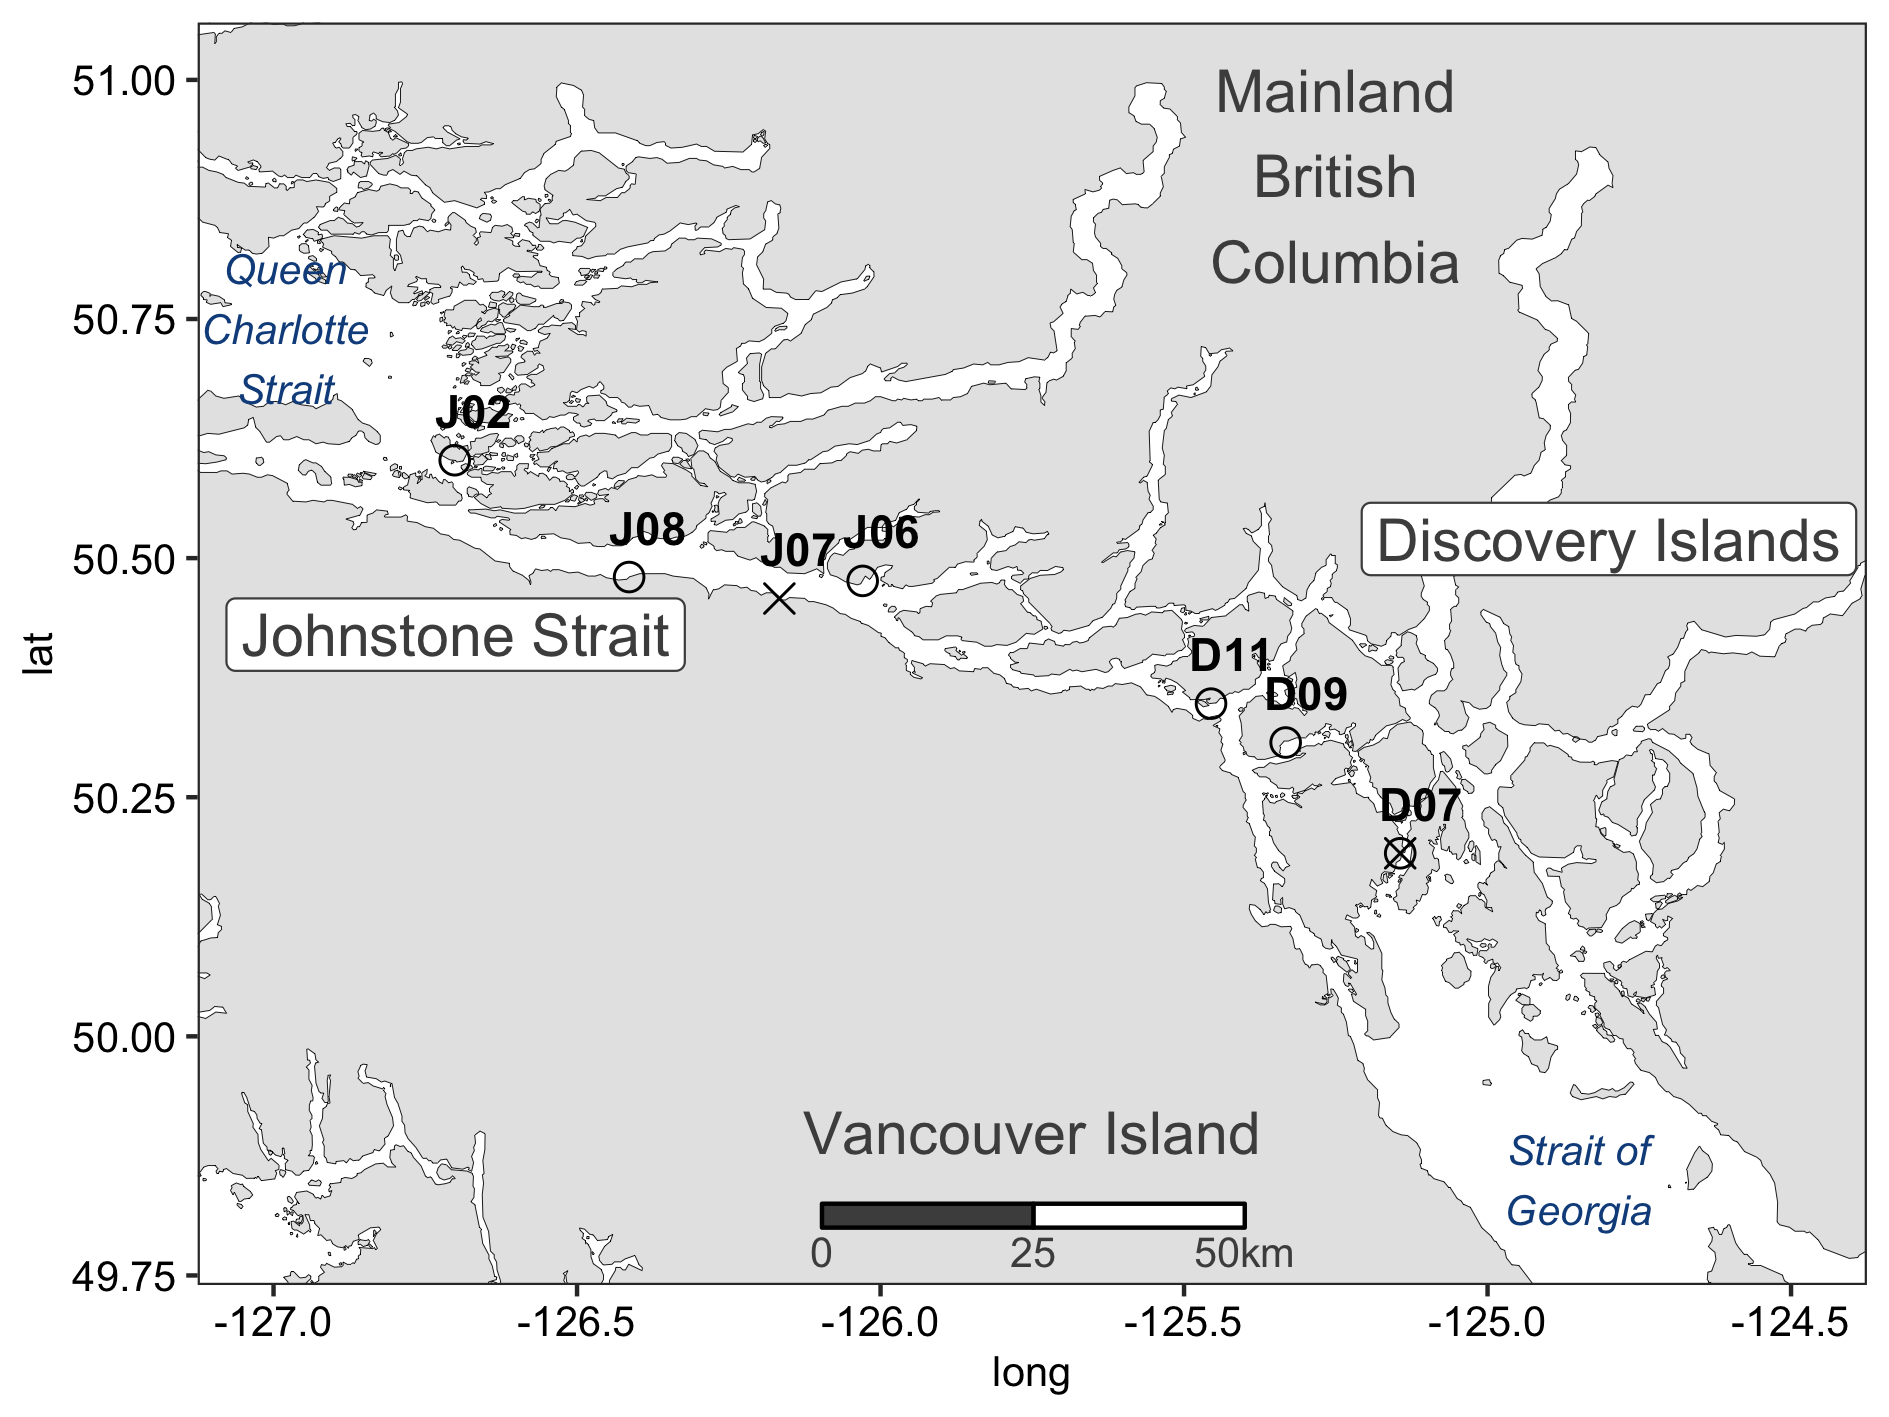 51.00
50.75
50.50
50.25
50.00
49.75
lat
Mainland
British
Columbia
Queen
Charlotte
Strait
J02
J08
J07
J06
Discovery Islands
Johnstone Strait
D11
D09
D07
Vancouver Island
0 25 50km
Strait of
Georgia
-127.0 -126.5 -126.0 -125.5 -125.0 -124.5
long